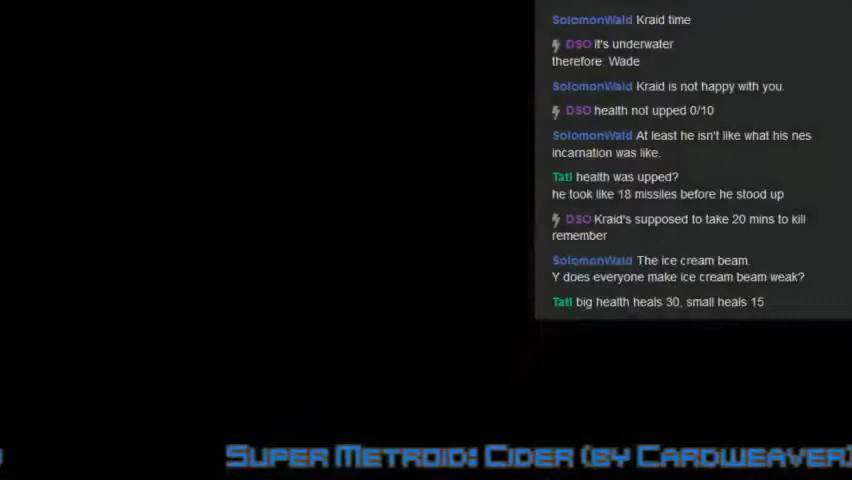 SolomonWald Kraid time
DSO it's underwater
therefore Wade
SolomonWald Kraid is not happy with you.
DSO health not upped 0/10
SolomonWald At least he isn't like what his nes
incarnation was like.
Tatl health was upped?
he took like 18 missiles before he stood up
DSO Kraid's supposed to take 20 mins to kill
remember
SolomonWald The ice cream beam.
Y does everyone make ice cream beam weak?
Tatl big health heals 30, small heals 15
Super Metroid: Cider (by Cardweaver)